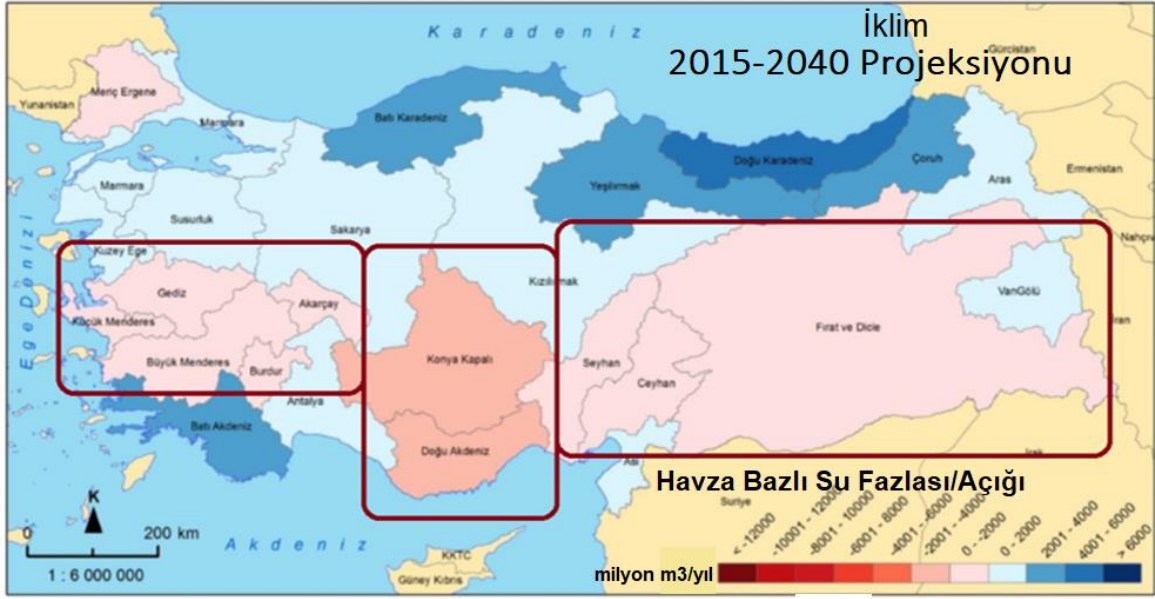 İklim
2015-2040 Projeksiyonu
Karadeniz
Gürcistan
Yunanistan
Meriç Ergene
Marmara
Batı Karadeniz
Doğu Karadeniz
Çoruh
Ermenistan
Yeşilırmak
Aras
Marmara
Susurluk
Sakarya
Nahçıv
Ege Denizi
Kuzey Ege
Kızılırmak
VanGölü
Gediz
Akarçay
Küçük Menderes
Fırat ve Dicle
İran
Büyük Menderes
Burdur
Konya Kapalı
Seyhan
Ceyhan
Antalya
Batı Akdeniz
Doğu Akdeniz
Asi
Irak
Havza Bazlı Su Fazlası/Açığı
Suriye
K
0 200 km
Akdeniz
1 : 6 000 000
KKTC
Güney Kıbrıs
milyon m3/yıl
< -12000
-10001 - -12000
-8001 - -10000
-6001 - -8000
-4001 - -6000
-2001 - -4000
0 - -2000
0 - 2000
2001 - 4000
4001 - 6000
> 6000